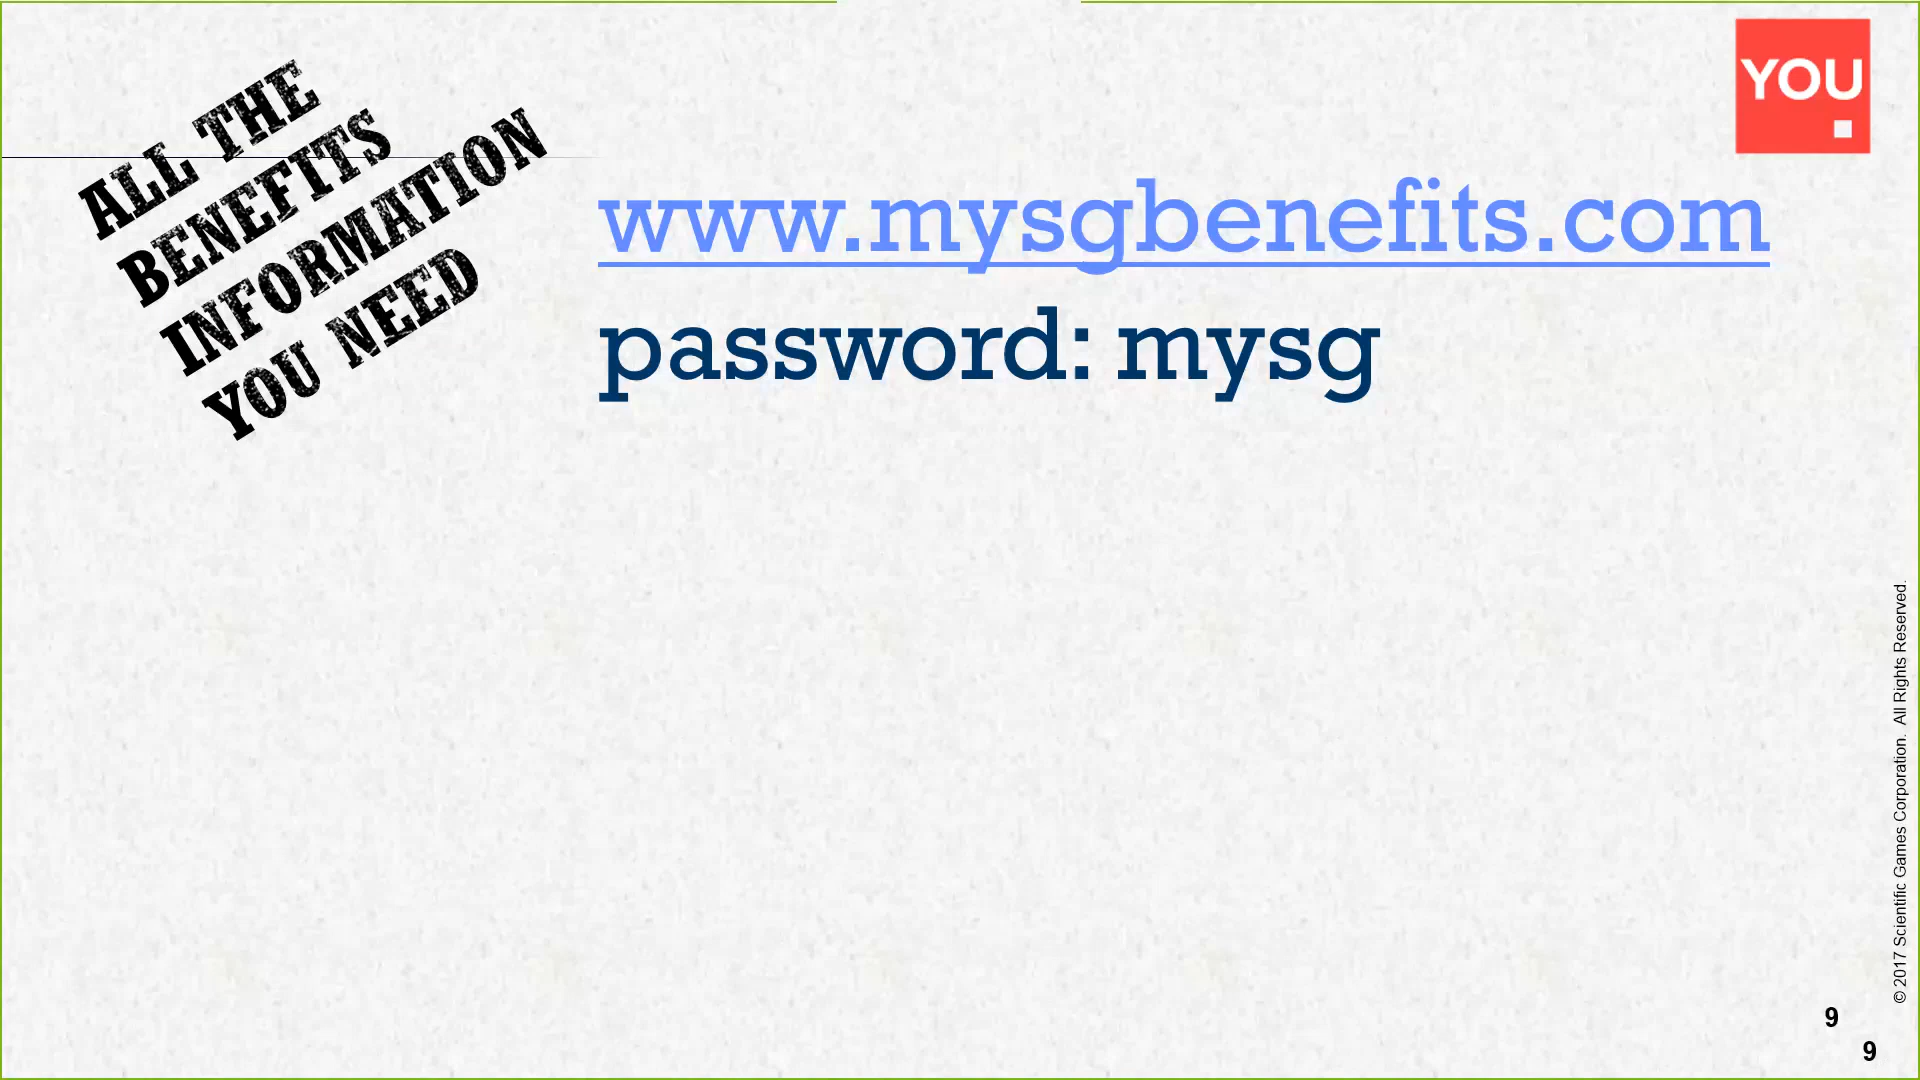 ALL THE
BENEFITS
INFORMATION
YOU NEED
YOU
www.mysgbenefits.com
password: mysg
© 2017 Scientific Games Corporation. All Rights Reserved.
9
9